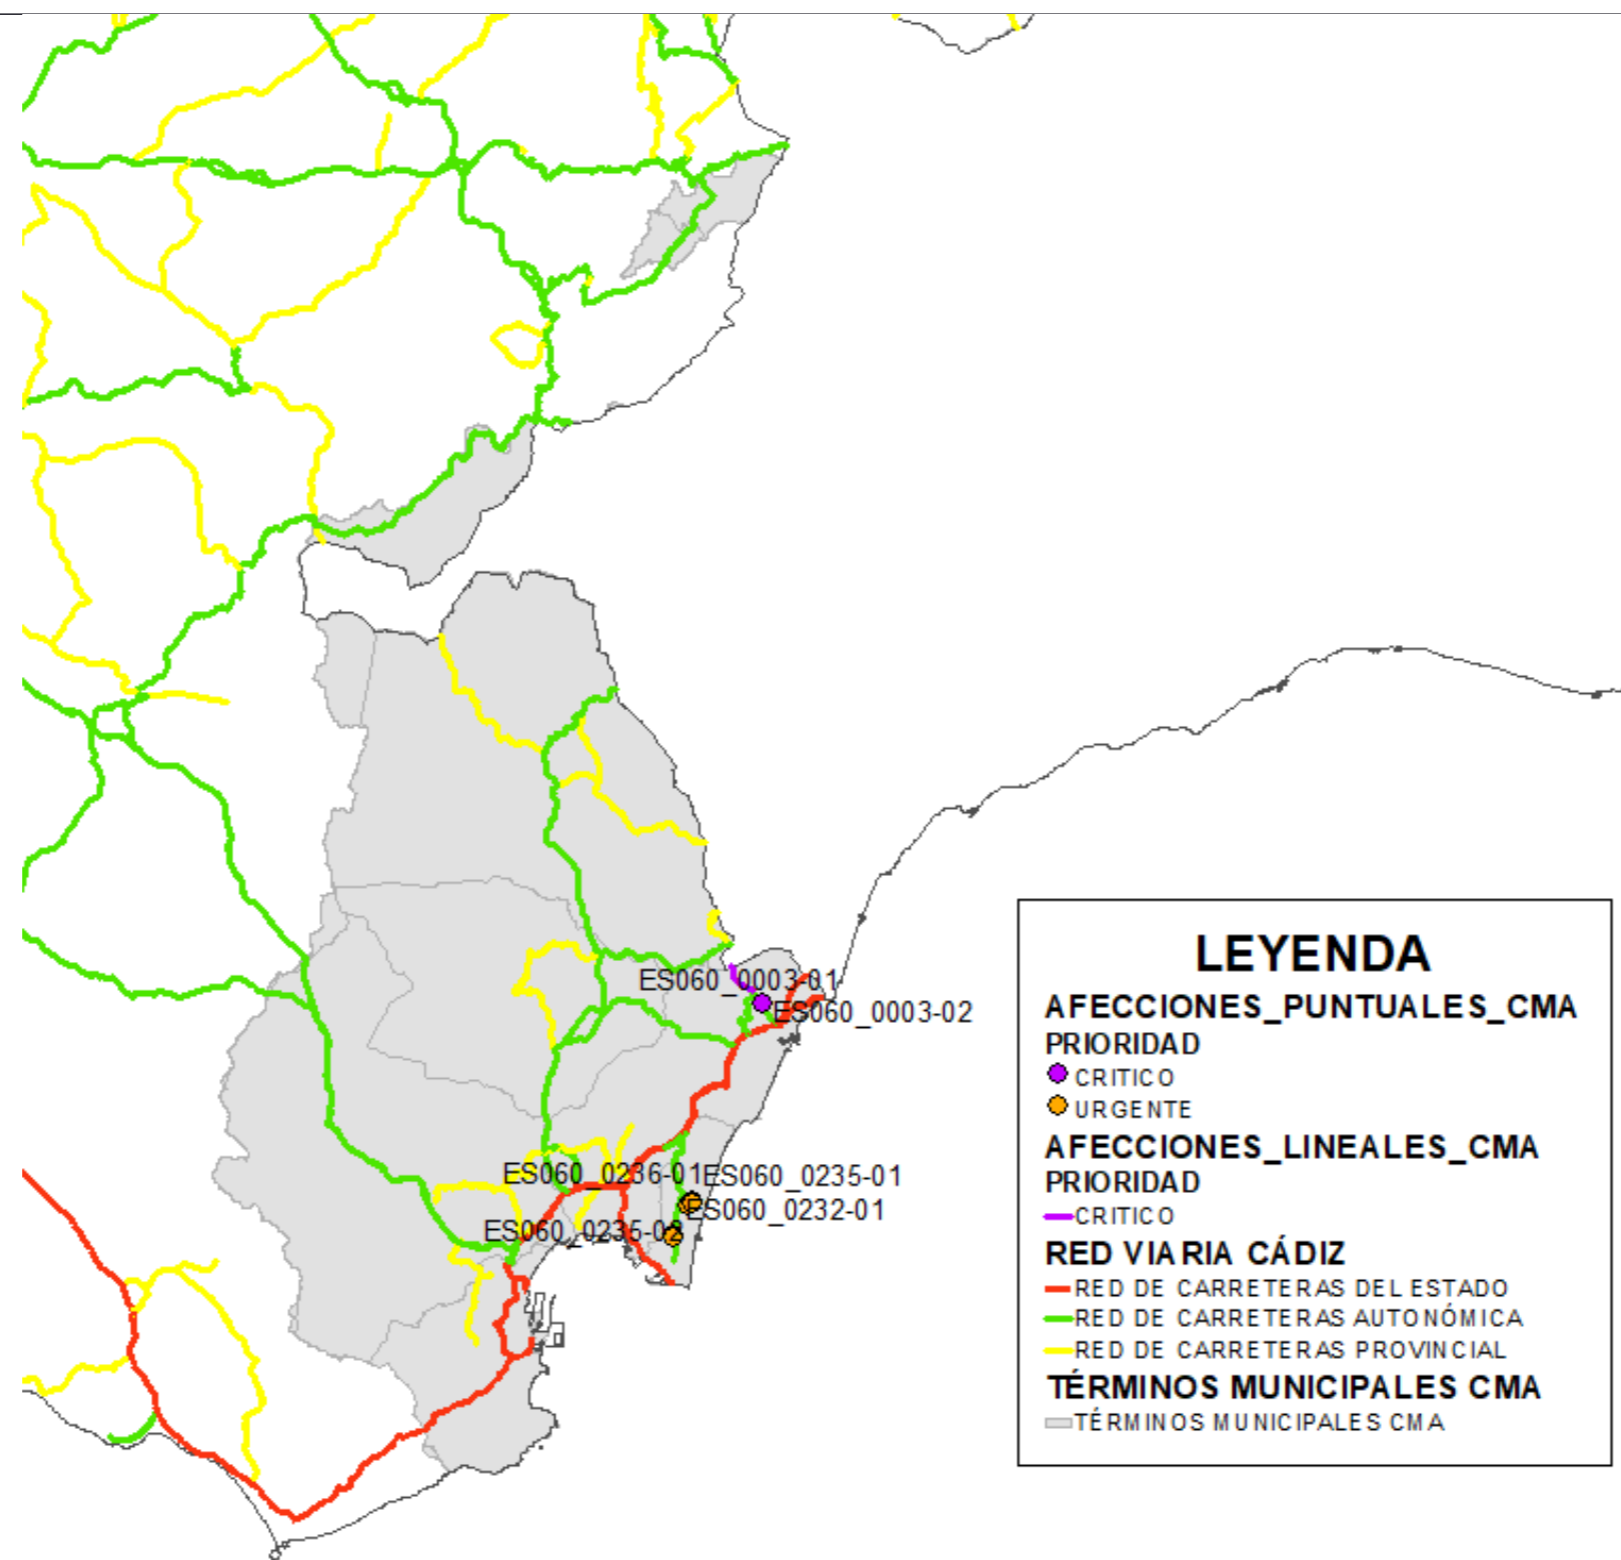 ES060_0003-01
ES060_0003-02
ES060_0236-01
ES060_0235-01
ES060_0232-01
ES060_0235-02
LEYENDA
AFECCIONES_PUNTUALES_CMA
PRIORIDAD
CRITICO
URGENTE
AFECCIONES_LINEALES_CMA
PRIORIDAD
CRITICO
RED VIARIA CÁDIZ
RED DE CARRETERAS DEL ESTADO
RED DE CARRETERAS AUTONÓMICA
RED DE CARRETERAS PROVINCIAL
TÉRMINOS MUNICIPALES CMA
TÉRMINOS MUNICIPALES CMA